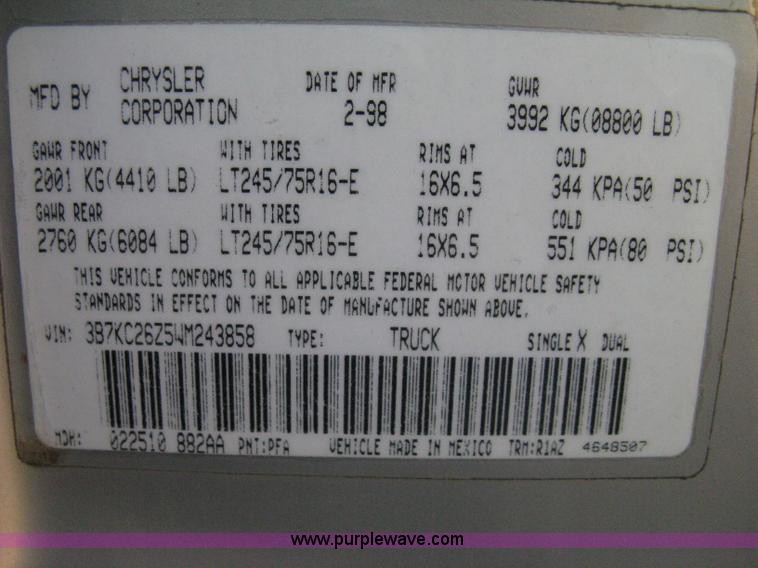 MFD BY CHRYSLER CORPORATION DATE OF MFR 2-98 GVWR 3992 KG(08800 LB)
GAWR FRONT WITH TIRES RIMS AT COLD
2001 KG(4410 LB) LT245/75R16-E 16X6.5 344 KPA(50 PSI)
GAWR REAR WITH TIRES RIMS AT COLD
2760 KG(6084 LB) LT245/75R16-E 16X6.5 551 KPA(80 PSI)
THIS VEHICLE CONFORMS TO ALL APPLICABLE FEDERAL MOTOR VEHICLE SAFETY
STANDARDS IN EFFECT ON THE DATE OF MANUFACTURE SHOWN ABOVE.
VIN: 3B7KC26Z5WM243858 TYPE: TRUCK SINGLE X DUAL
MDH: 022510 882AA PNT:PFA VEHICLE MADE IN MEXICO TRM:R1AZ 4648507
www.purplewave.com